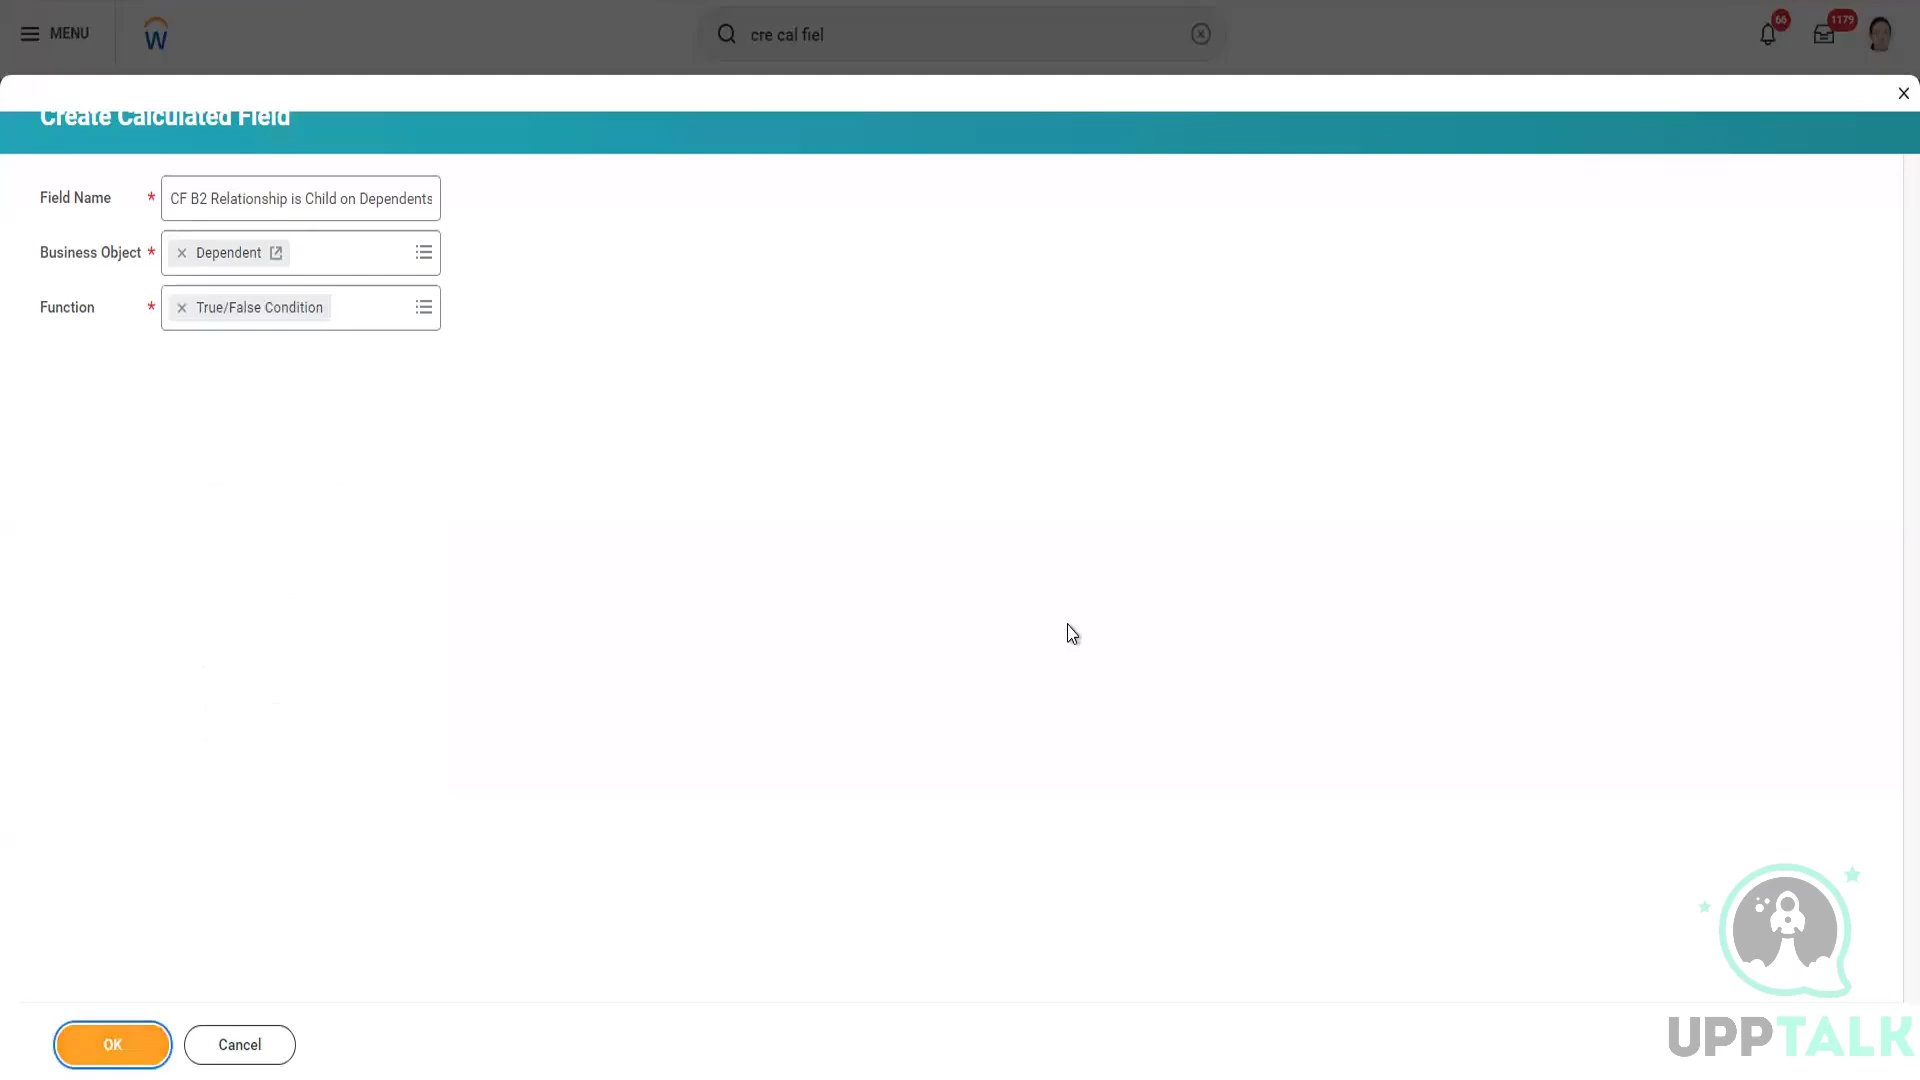 MENU
W
cre cal fiel
66
1179
Create Calculated Field
Field Name *
CF B2 Relationship is Child on Dependents
Business Object *
Dependent
Function *
True/False Condition
OK
Cancel
UPPTALK